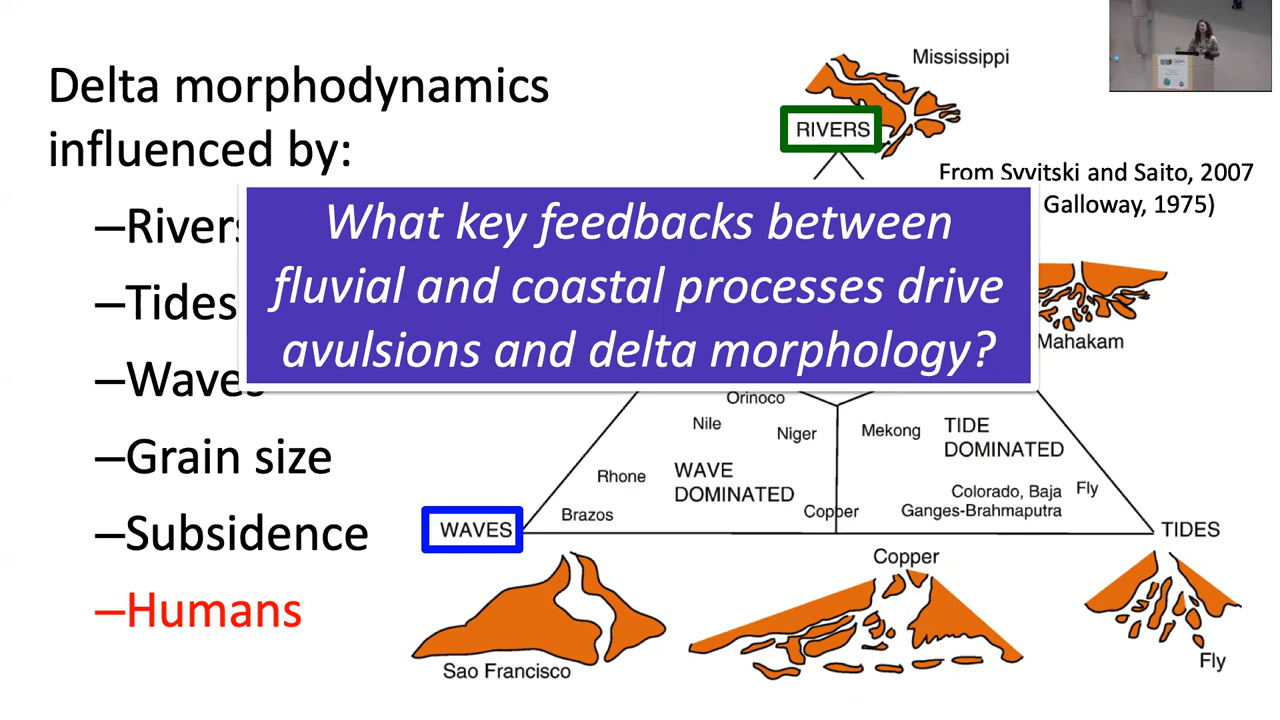 Delta morphodynamics
influenced by:
–Rivers
–Tides
–Waves
–Grain size
–Subsidence
–Humans
What key feedbacks between
fluvial and coastal processes drive
avulsions and delta morphology?
Mississippi
RIVERS
From Syvitski and Saito, 2007
Galloway, 1975)
Mahakam
Orinoco
Nile
Niger
Mekong
TIDE
DOMINATED
Rhone
WAVE
DOMINATED
Colorado, Baja
Fly
Brazos
Copper
Ganges-Brahmaputra
WAVES
TIDES
Copper
Sao Francisco
Fly